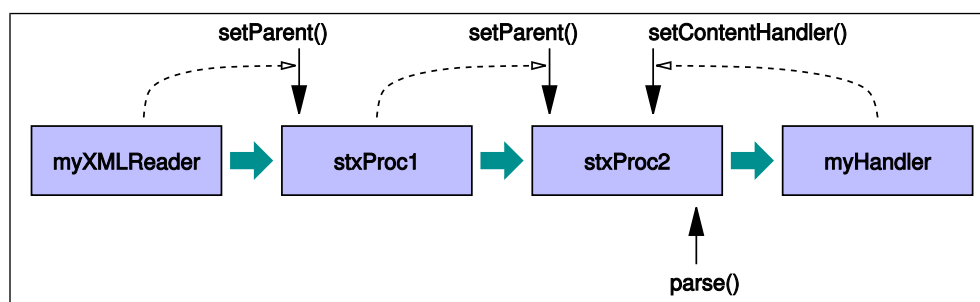 setParent()
setParent()
setContentHandler()
myXMLReader
stxProc1
stxProc2
myHandler
parse()